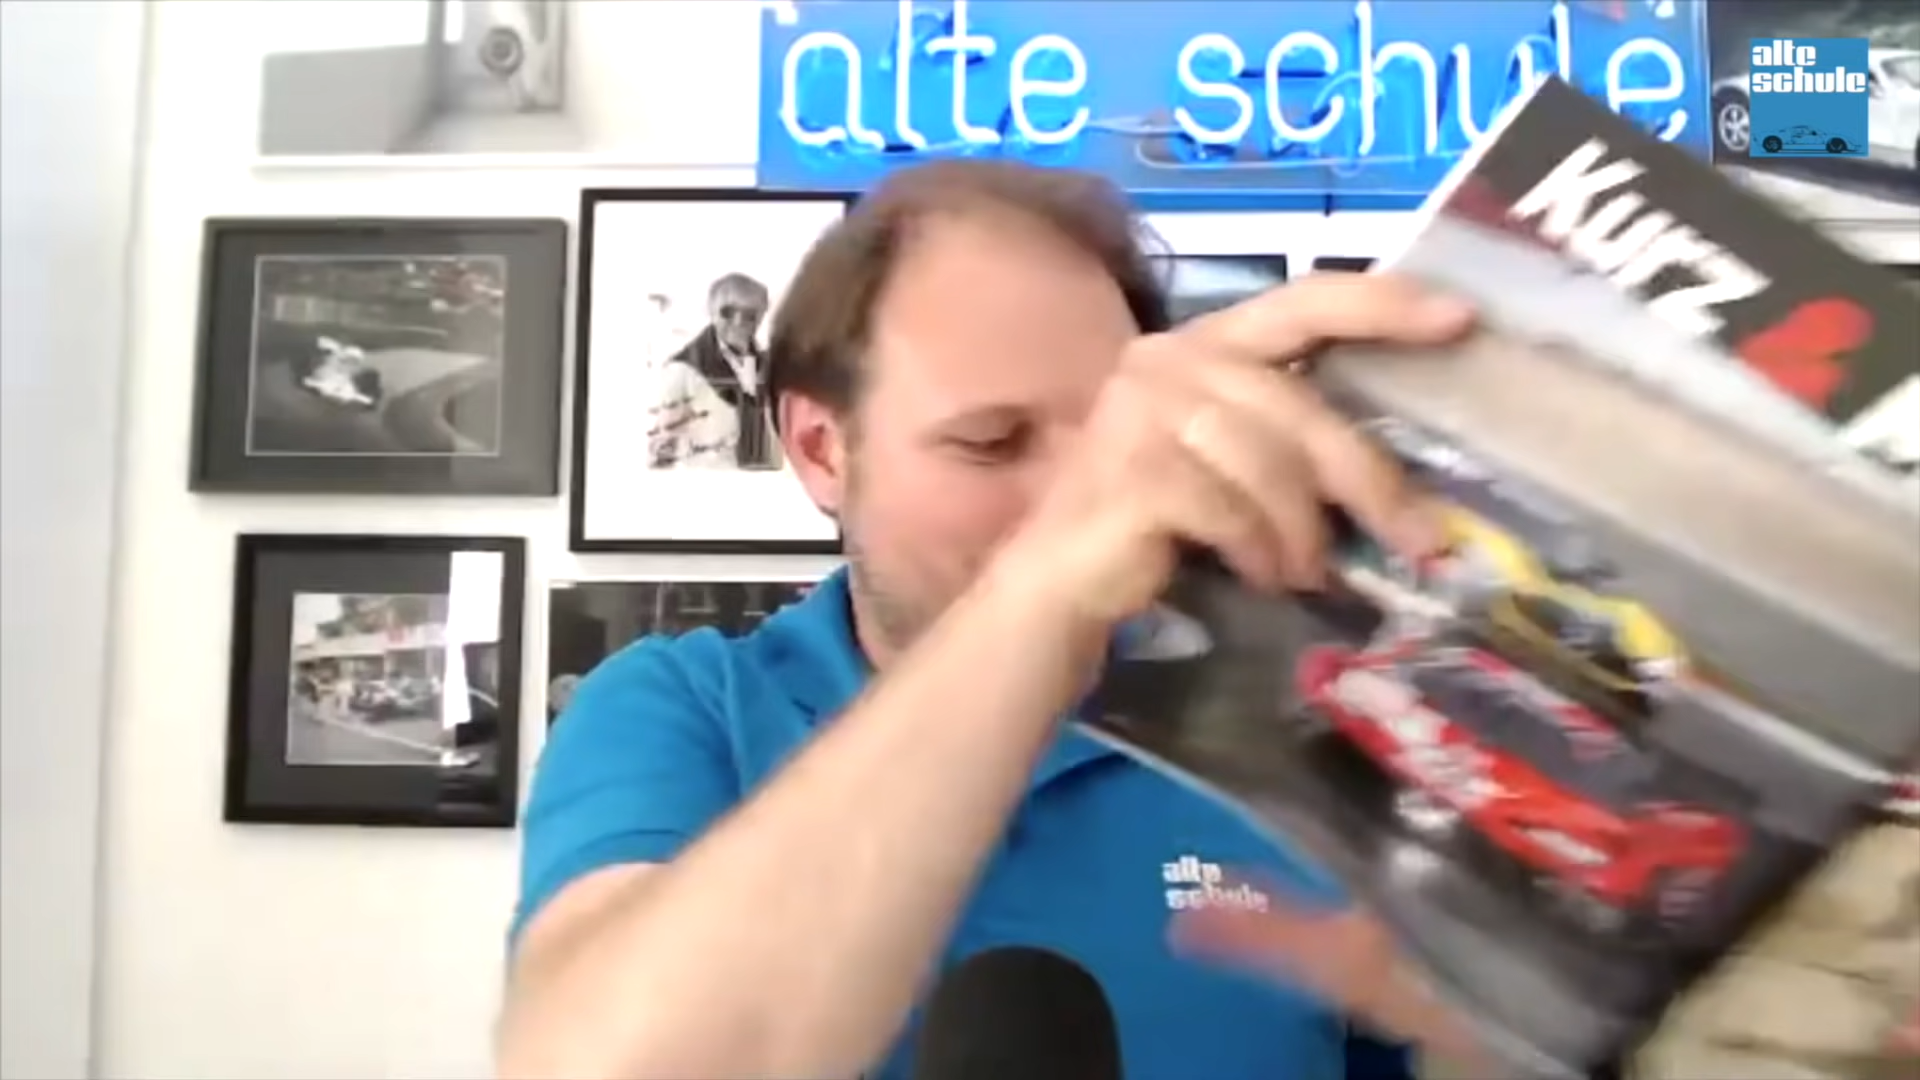 alte schule
alte
schule
Kurz
alte
schule